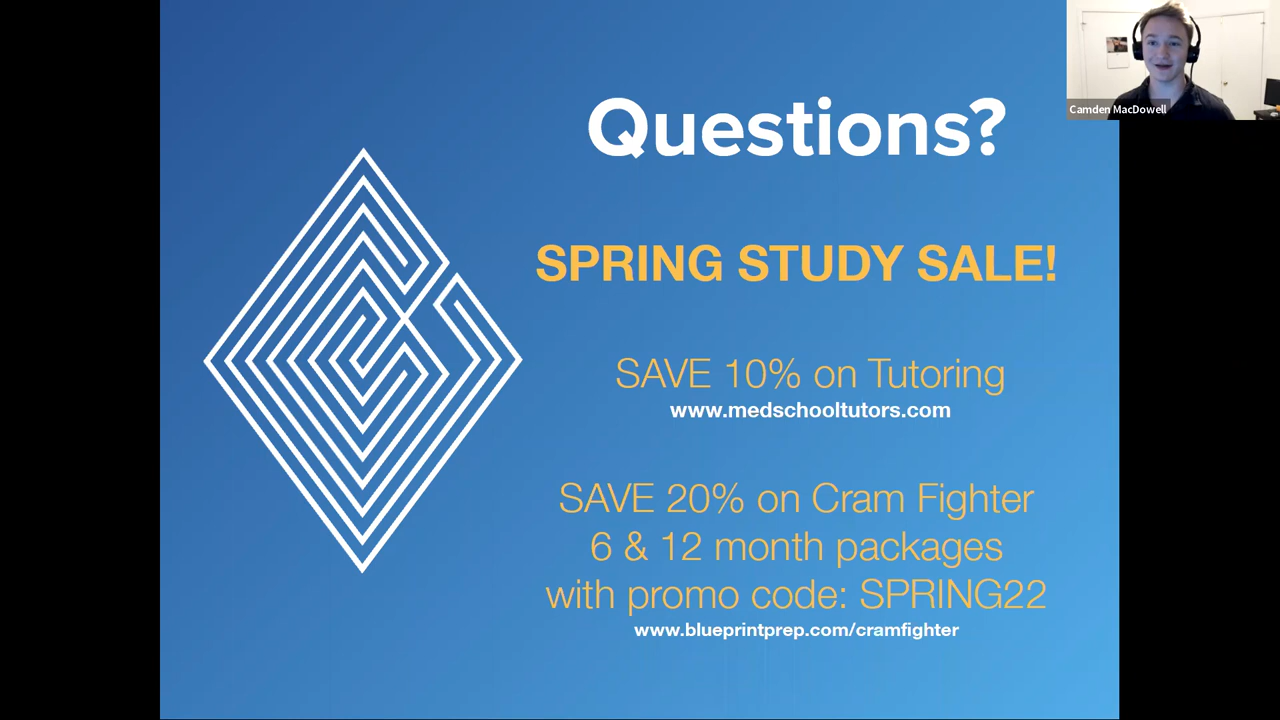 Questions?
Camden MacDowell
SPRING STUDY SALE!
SAVE 10% on Tutoring
www.medschooltutors.com
SAVE 20% on Cram Fighter
6 & 12 month packages
with promo code: SPRING22
www.blueprintprep.com/cramfighter